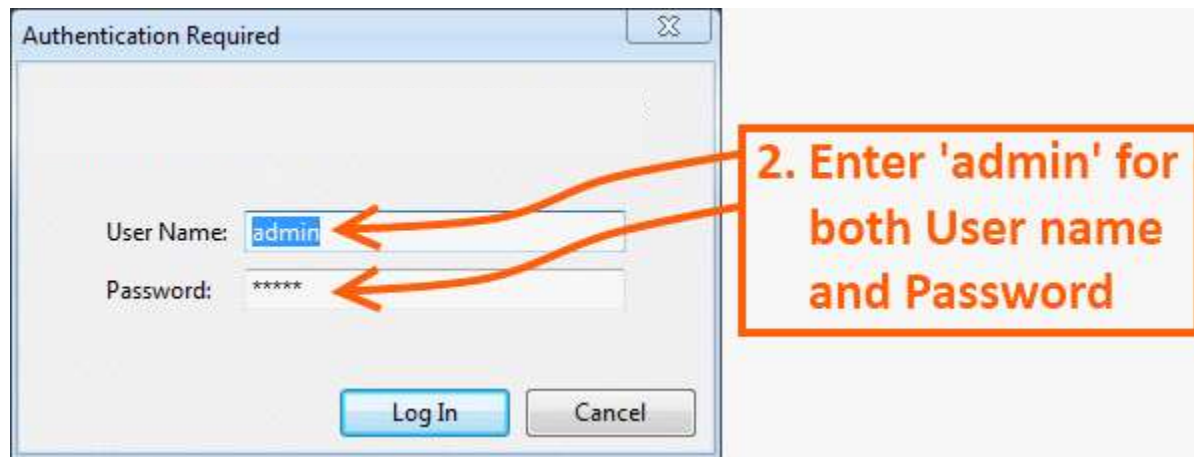 Authentication Required
User Name: admin
Password: *****
Log In Cancel
2. Enter 'admin' for
both User name
and Password